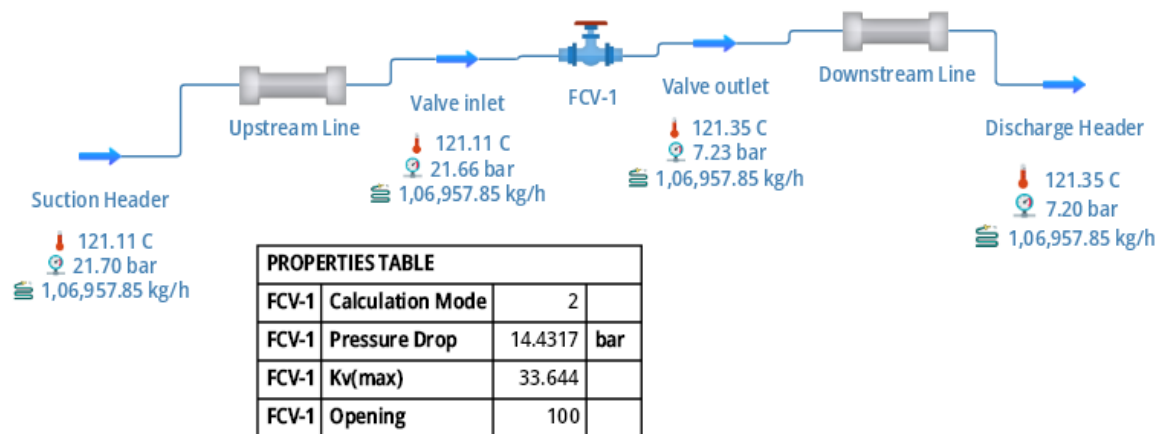 Suction Header
121.11 C
21.70 bar
1,06,957.85 kg/h
Upstream Line
Valve inlet
121.11 C
21.66 bar
1,06,957.85 kg/h
FCV-1
Valve outlet
121.35 C
7.23 bar
1,06,957.85 kg/h
Downstream Line
Discharge Header
121.35 C
7.20 bar
1,06,957.85 kg/h
PROPERTIES TABLE
FCV-1 Calculation Mode 2
FCV-1 Pressure Drop 14.4317 bar
FCV-1 Kv(max) 33.644
FCV-1 Opening 100